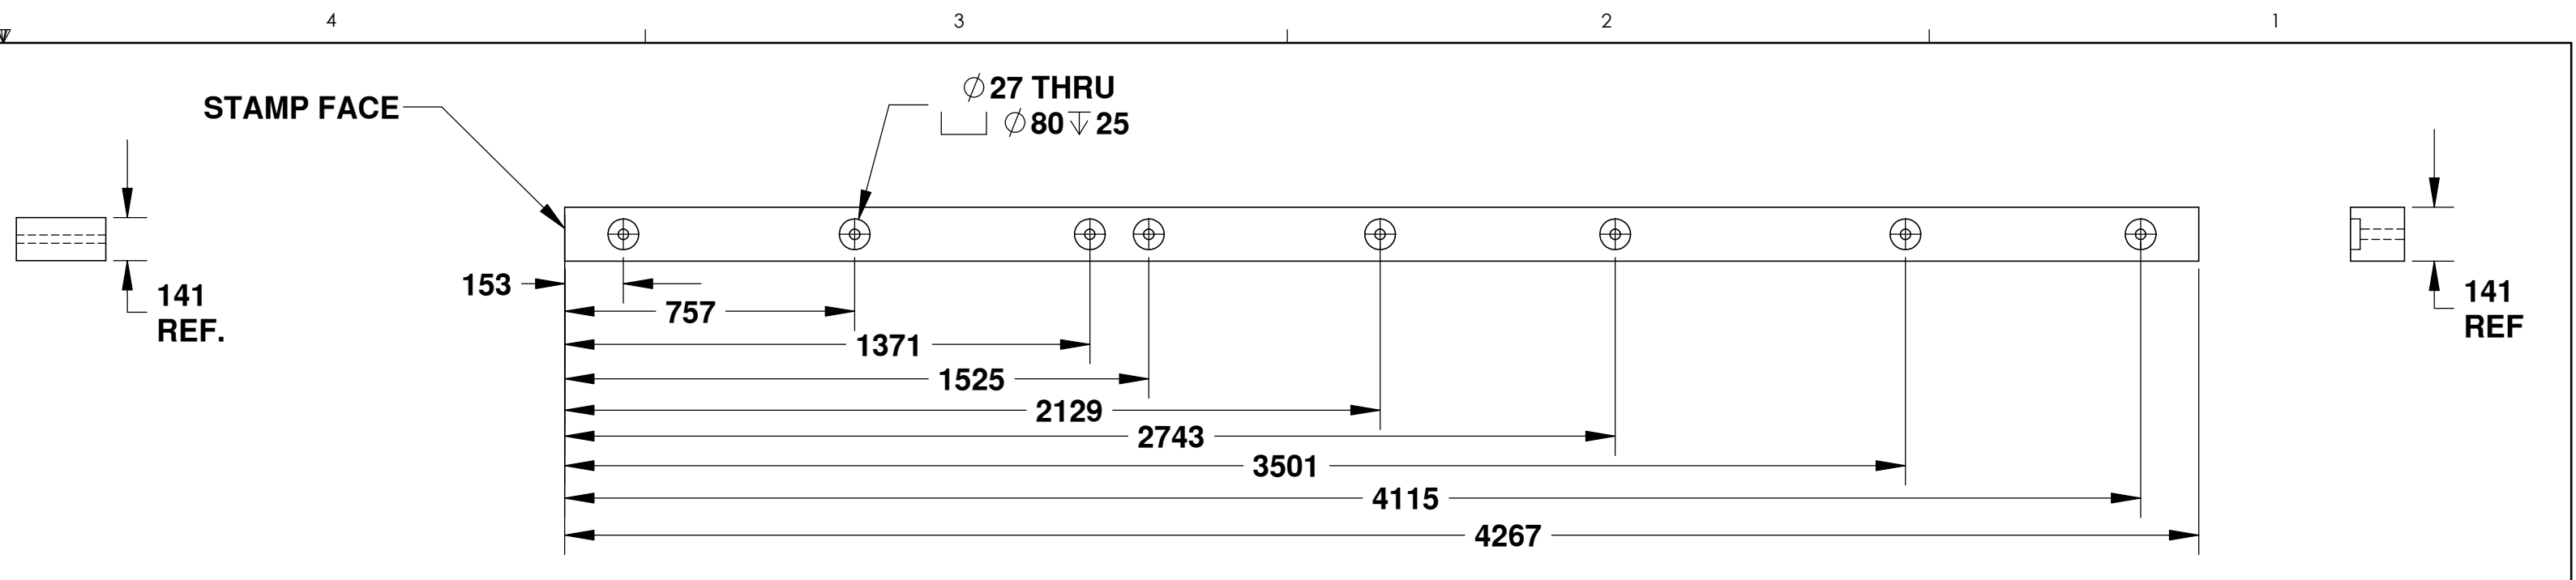 4 3 2 1
STAMP FACE
⌀27 THRU
⌴ ⌀80↧25
141
REF.
153
757
1371
1525
2129
2743
3501
4115
4267
141
REF